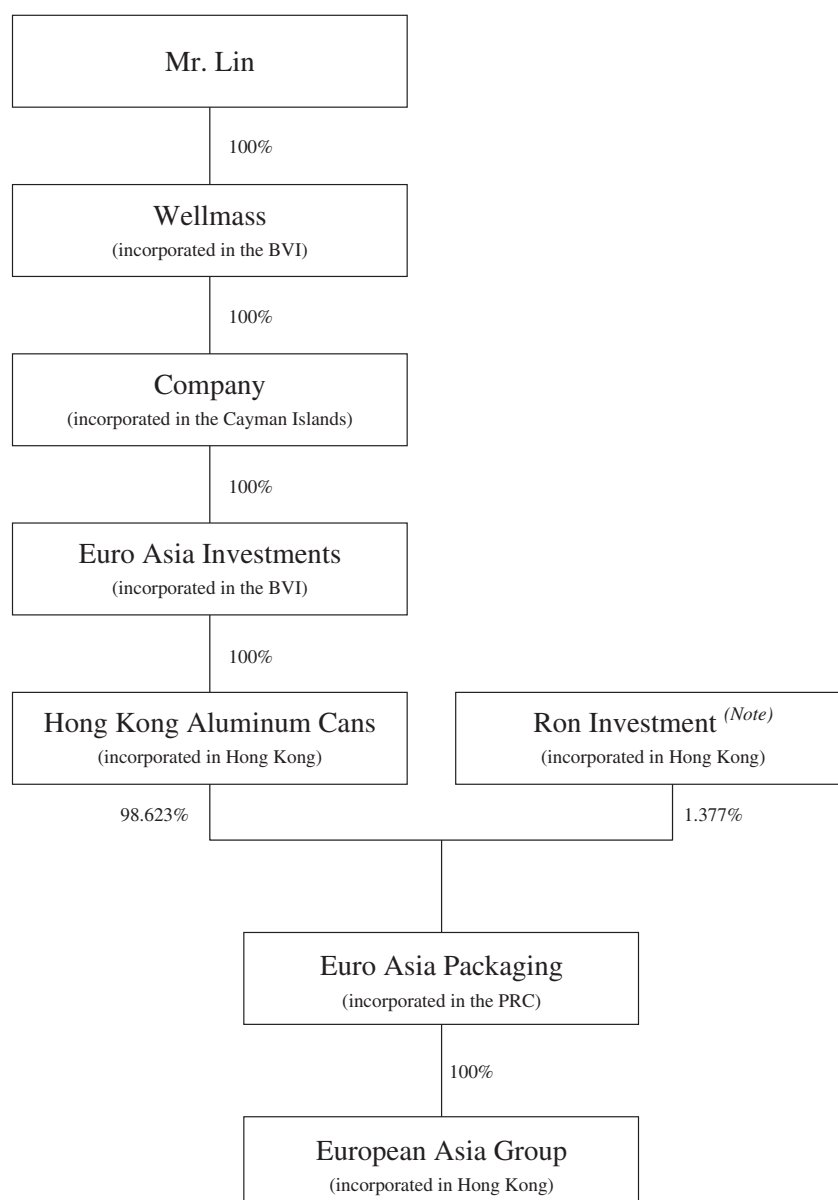 Mr. Lin
100%
Wellmass
(incorporated in the BVI)
100%
Company
(incorporated in the Cayman Islands)
100%
Euro Asia Investments
(incorporated in the BVI)
100%
Hong Kong Aluminum Cans
(incorporated in Hong Kong)
Ron Investment (Note)
(incorporated in Hong Kong)
98.623%
1.377%
Euro Asia Packaging
(incorporated in the PRC)
100%
European Asia Group
(incorporated in Hong Kong)